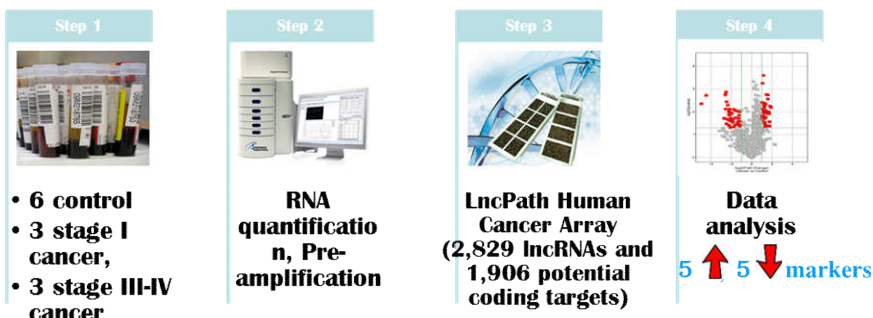 Step 1
Step 2
Step 3
Step 4
• 6 control
• 3 stage I
cancer,
• 3 stage III-IV
cancer
RNA
quantificatio
n, Pre-
amplification
LncPath Human
Cancer Array
(2,829 lncRNAs and
1,906 potential
coding targets)
Data
analysis
5 , 5 markers